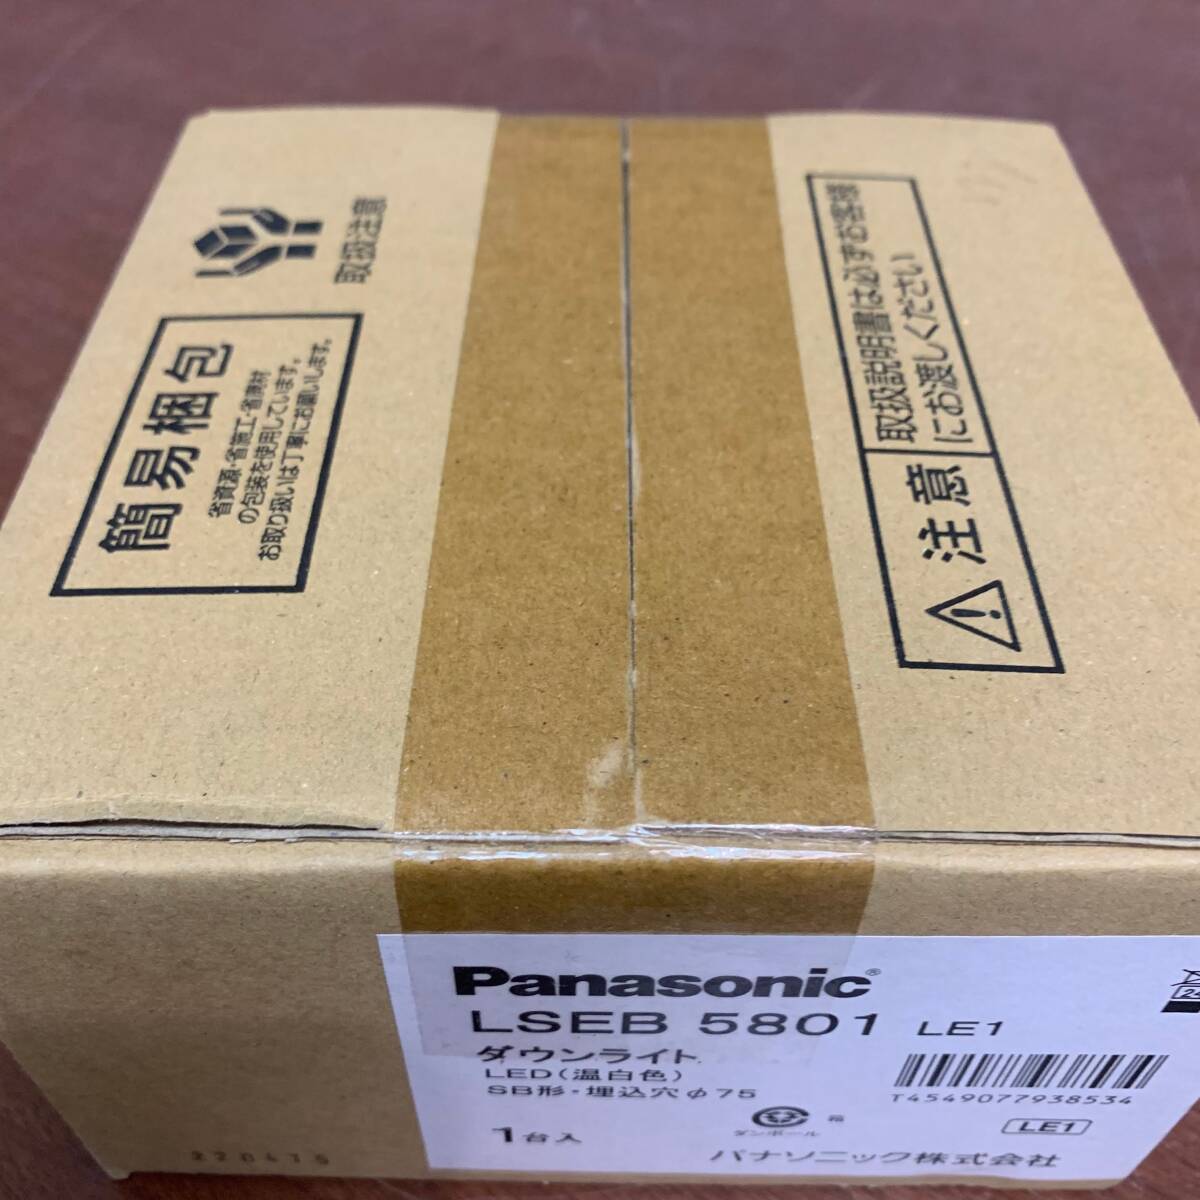 取扱注意
簡易梱包
省資源・省施工・省廃材
の包装を使用しています。
お取り扱いは丁寧にお願いします。
注意
取扱説明書は必ずお客様
にお渡しください
Panasonic®
LSEB 5801 LE1
ダウンライト
LED(温白色)
SB形・埋込穴φ75
T4549077938534
1台入
ダンボール
箱
LE1
パナソニック株式会社
220415